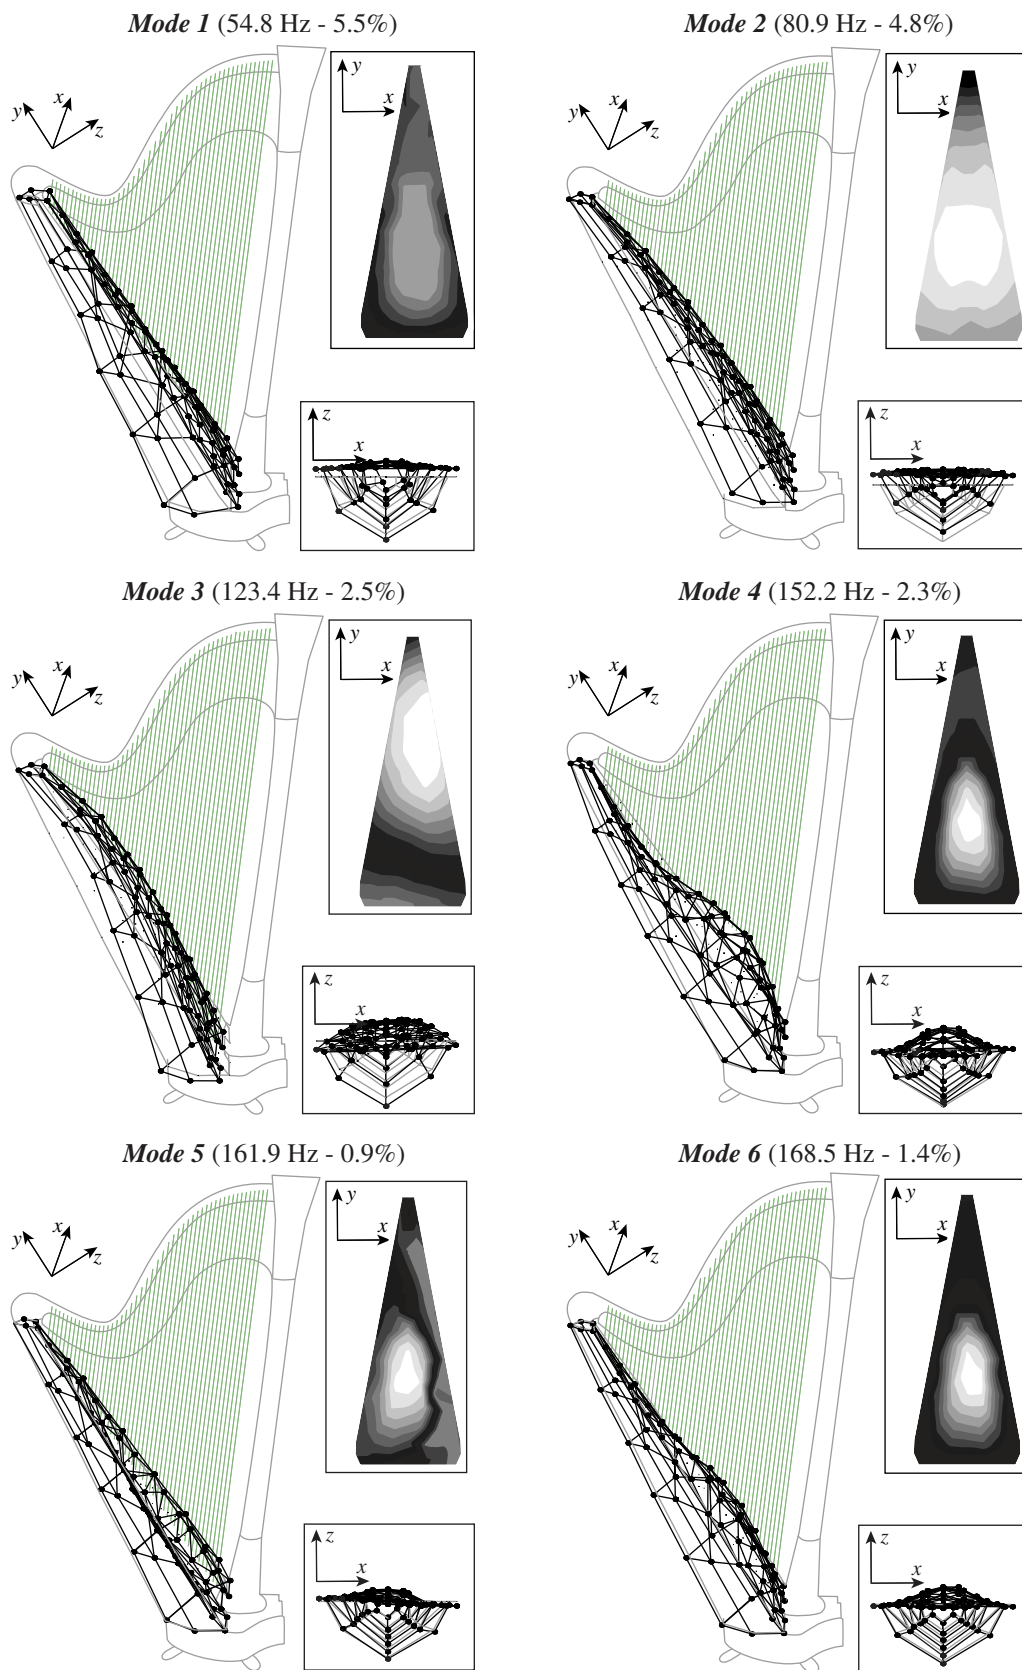 Mode 1 (54.8 Hz - 5.5%)
Mode 2 (80.9 Hz - 4.8%)
y
x
z
y
x
z
x
y
x
z
y
x
z
x
Mode 3 (123.4 Hz - 2.5%)
Mode 4 (152.2 Hz - 2.3%)
y
x
z
y
x
z
x
y
x
z
y
x
z
x
Mode 5 (161.9 Hz - 0.9%)
Mode 6 (168.5 Hz - 1.4%)
y
x
z
y
x
z
x
y
x
z
y
x
z
x